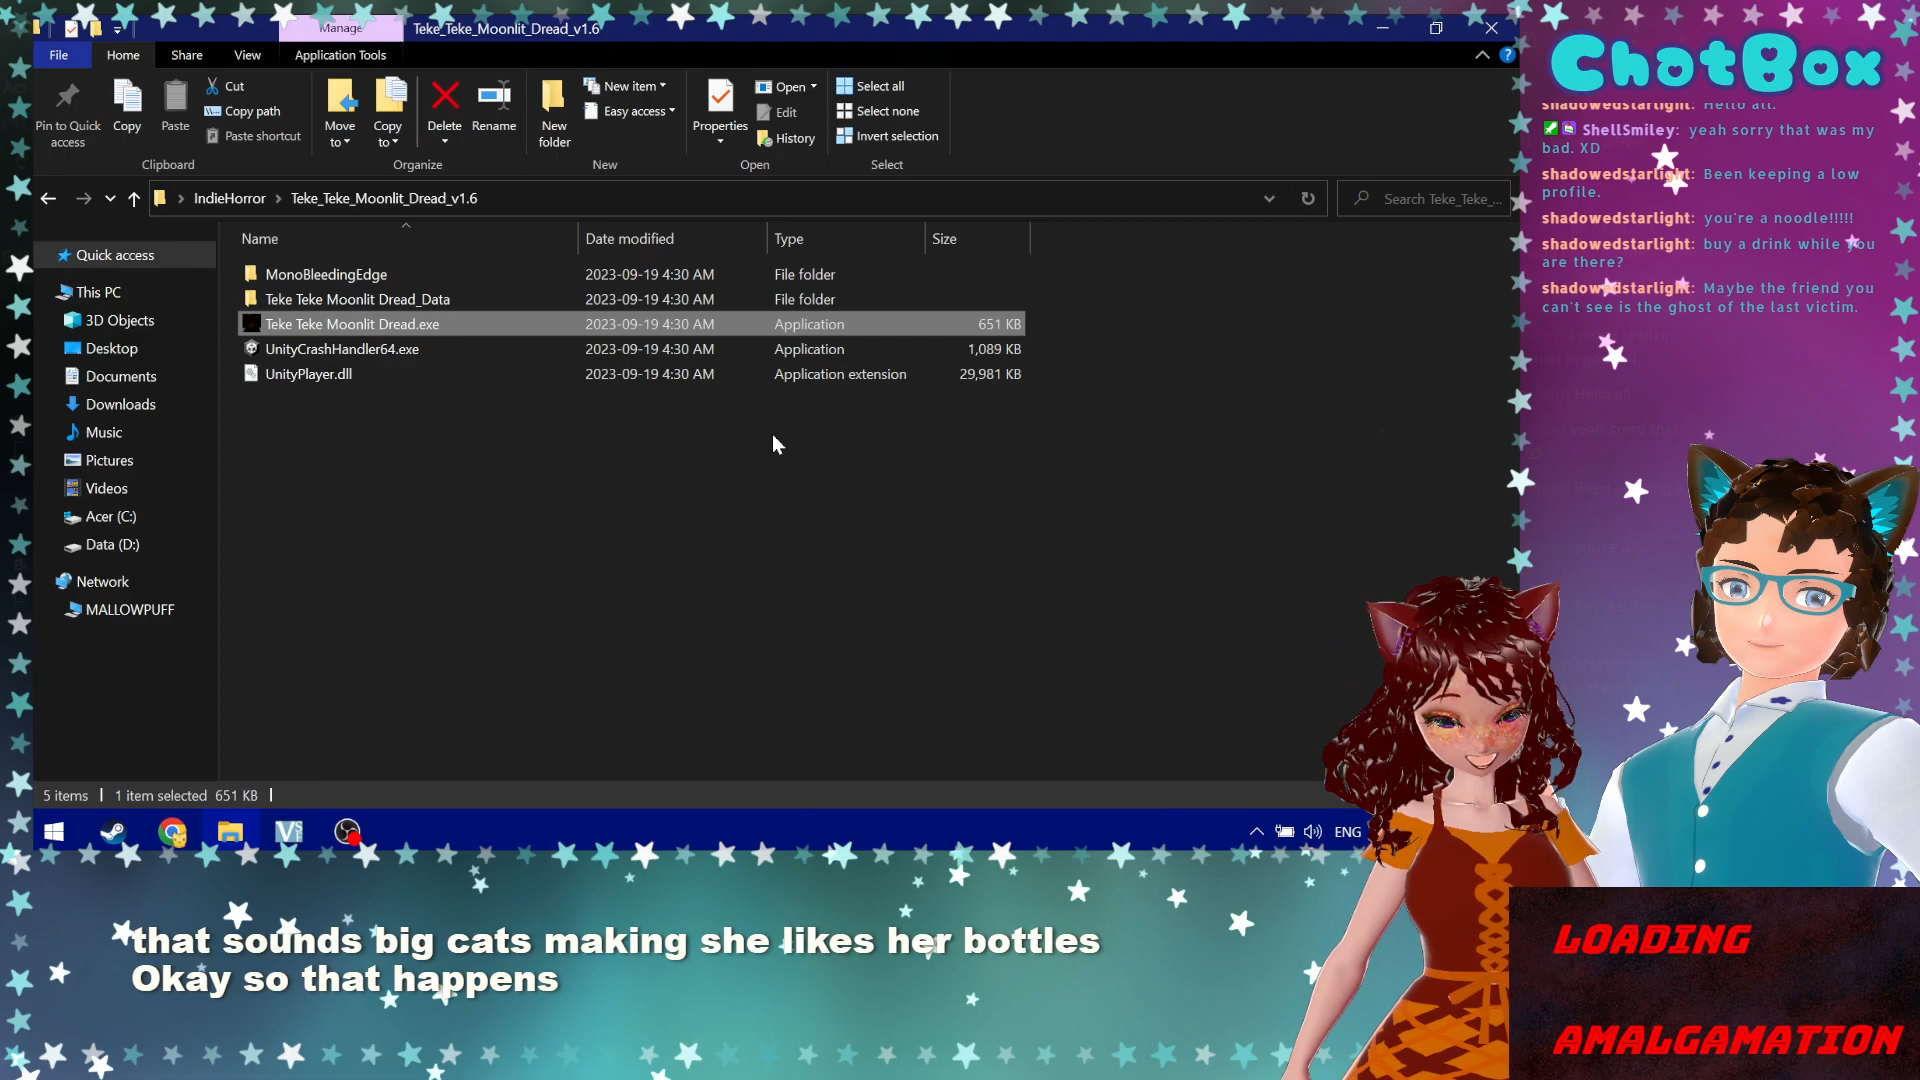 Manage
Teke_Teke_Moonlit_Dread_v1.6
File
Home
Share
View
Application Tools
Pin to Quick access
Copy
Paste
Cut
Copy path
Paste shortcut
Clipboard
Move to
Copy to
Delete
Rename
Organize
New folder
New item
Easy access
New
Properties
Open
Edit
History
Open
Select all
Select none
Invert selection
Select
IndieHorror
Teke_Teke_Moonlit_Dread_v1.6
Search Teke_Teke_...
Name
Date modified
Type
Size
MonoBleedingEdge 2023-09-19 4:30 AM File folder
Teke Teke Moonlit Dread_Data 2023-09-19 4:30 AM File folder
Teke Teke Moonlit Dread.exe 2023-09-19 4:30 AM Application 651 KB
UnityCrashHandler64.exe 2023-09-19 4:30 AM Application 1,089 KB
UnityPlayer.dll 2023-09-19 4:30 AM Application extension 29,981 KB
Quick access
This PC
3D Objects
Desktop
Documents
Downloads
Music
Pictures
Videos
Acer (C:)
Data (D:)
Network
MALLOWPUFF
5 items
1 item selected 651 KB
ENG
ChatBox
shadowedstarlight: Hello all.
ShellSmiley: yeah sorry that was my
bad. XD
shadowedstarlight: Been keeping a low
profile.
shadowedstarlight: you're a noodle!!!!!
shadowedstarlight: buy a drink while you
are there?
shadowedstarlight: Maybe the friend you
can't see is the ghost of the last victim.
that sounds big cats making she likes her bottles
Okay so that happens
LOADING
AMALGAMATION